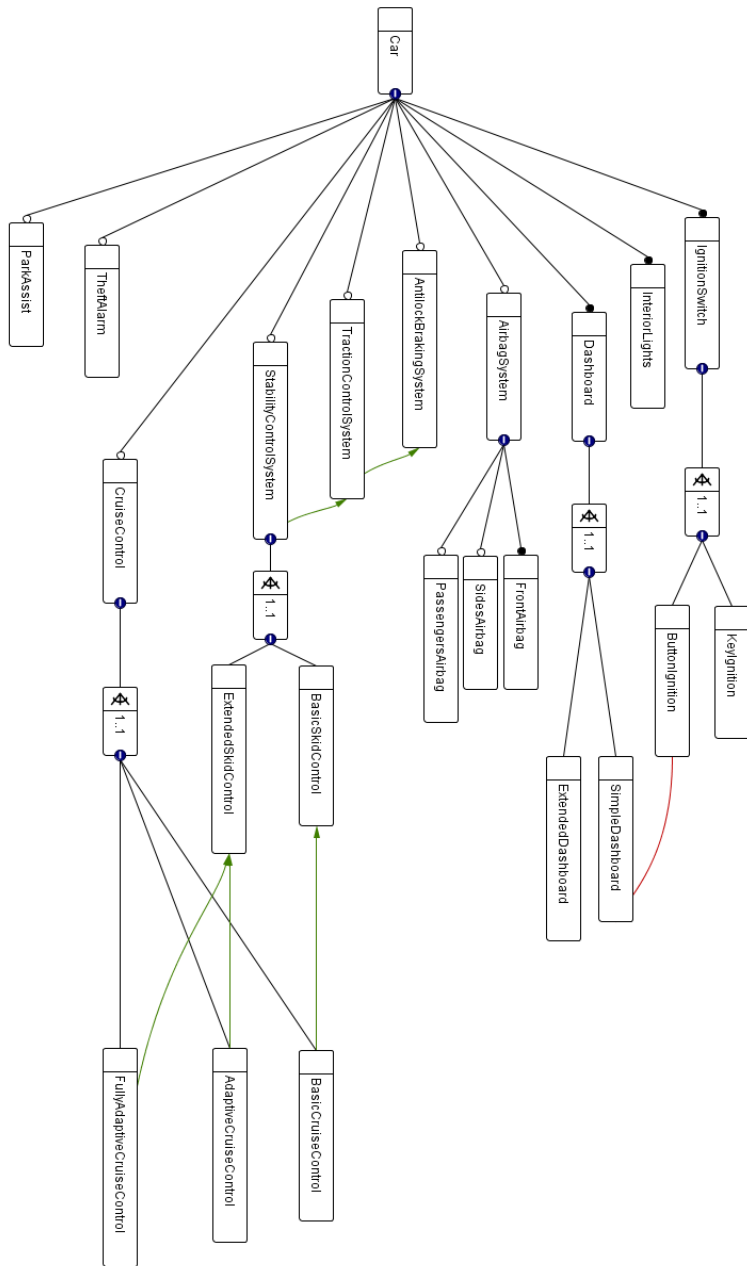 Car
ParkAssist
TheftAlarm
CruiseControl
StabilityControlSystem
TractionControlSystem
AntilockBrakingSystem
AirbagSystem
Dashboard
InteriorLights
IgnitionSwitch
1..1
1..1
1..1
1..1
PassengersAirbag
SidesAirbag
FrontAirbag
ButtonIgnition
KeyIgnition
ExtendedSkidControl
BasicSkidControl
ExtendedDashboard
SimpleDashboard
FullyAdaptiveCruiseControl
AdaptiveCruiseControl
BasicCruiseControl